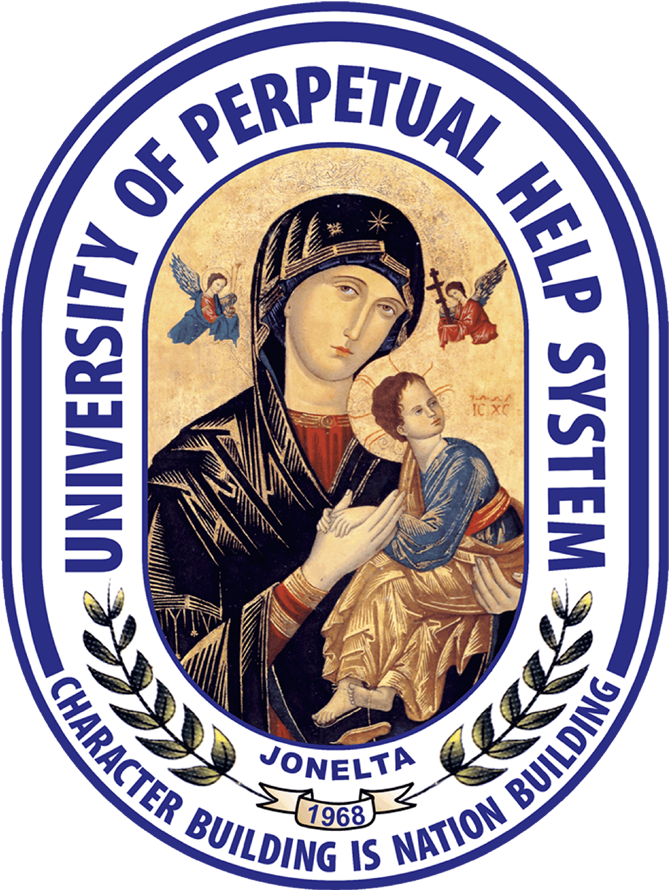 UNIVERSITY OF PERPETUAL HELP SYSTEM
IC XC
JONELTA
1968
CHARACTER BUILDING IS NATION BUILDING